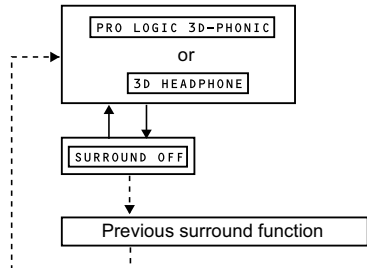 PRO LOGIC 3D-PHONIC
or
3D HEADPHONE
SURROUND OFF
Previous surround function